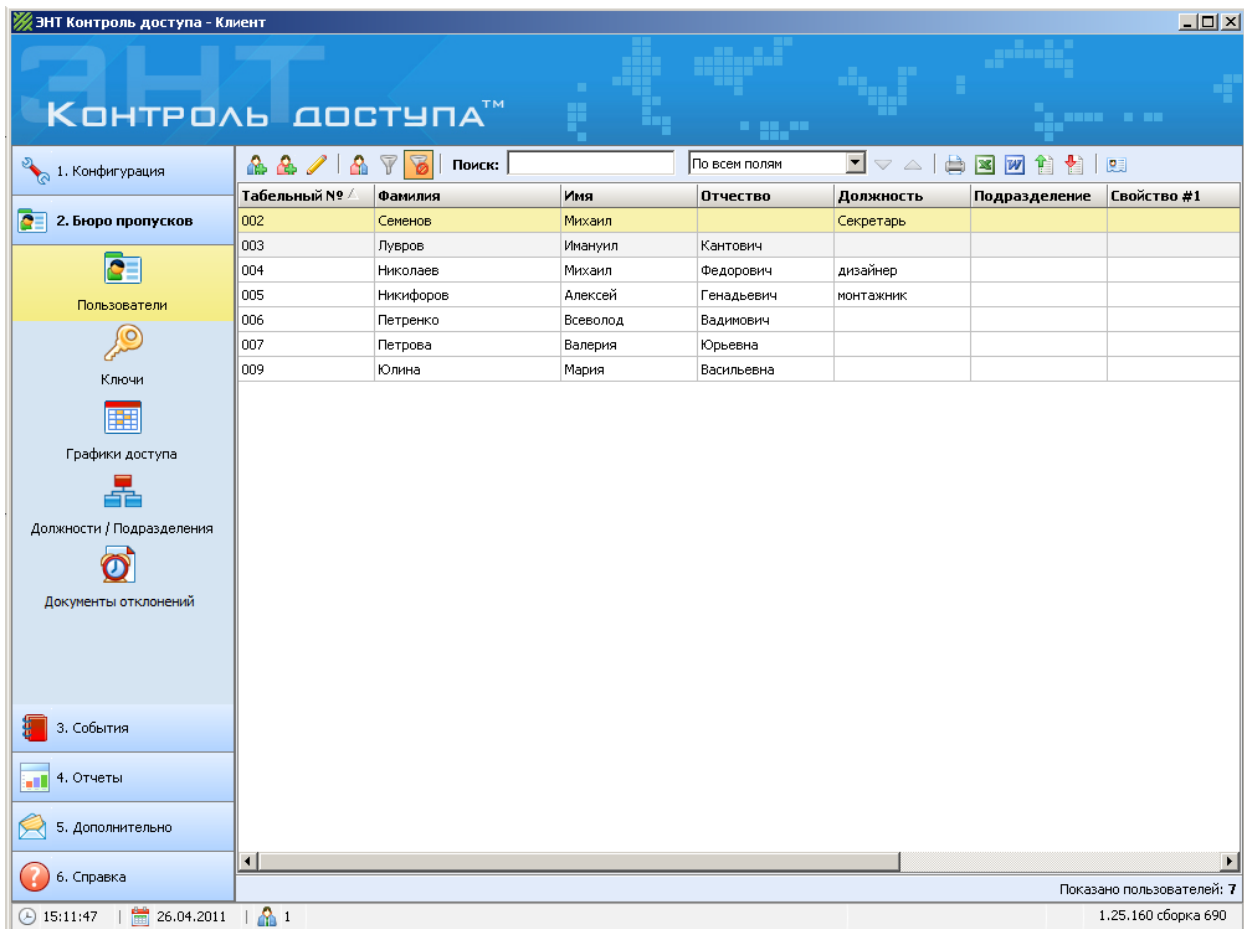 ЭНТ Контроль доступа - Клиент
ЭНТ
Контроль доступа™
1. Конфигурация
Поиск: По всем полям
2. Бюро пропусков
Табельный № Фамилия Имя Отчество Должность Подразделение Свойство #1
002 Семенов Михаил Секретарь
003 Лувров Имануил Кантович
004 Николаев Михаил Федорович дизайнер
005 Никифоров Алексей Генадьевич монтажник
006 Петренко Всеволод Вадимович
007 Петрова Валерия Юрьевна
009 Юлина Мария Васильевна
Пользователи
Ключи
Графики доступа
Должности / Подразделения
Документы отклонений
3. События
4. Отчеты
5. Дополнительно
6. Справка
Показано пользователей: 7
15:11:47 | 26.04.2011 | 1 1.25.160 сборка 690